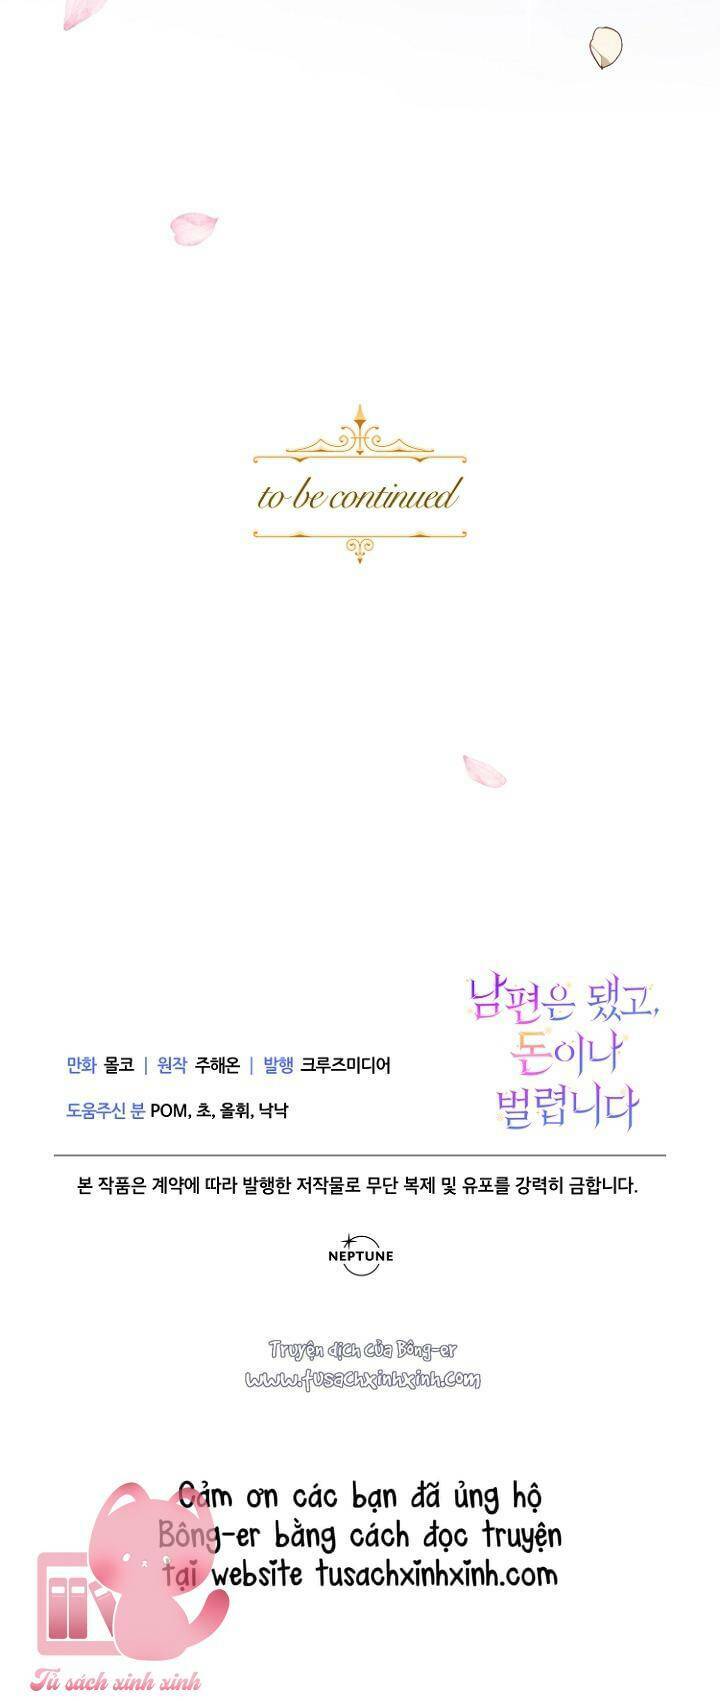 to be continued
남편은 됐고,
돈이나
벌렵니다
만화 몰코 | 원작 주해온 | 발행 크루즈미디어
도움주신 분 POM, 초, 올휘, 낙낙
본 작품은 계약에 따라 발행한 저작물로 무단 복제 및 유포를 강력히 금합니다.
NEPTUNE
Truyện dịch của Bông-er
www.tusachxinhxinh.com
Cảm ơn các bạn đã ủng hộ
Bông-er bằng cách đọc truyện
tại website tusachxinhxinh.com
Tủ sách xinh xinh